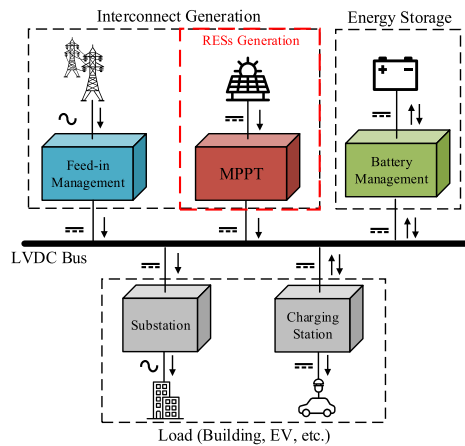 Interconnect Generation
Energy Storage
RESs Generation
Feed-in
Management
MPPT
Battery
Management
LVDC Bus
Substation
Charging
Station
Load (Building, EV, etc.)